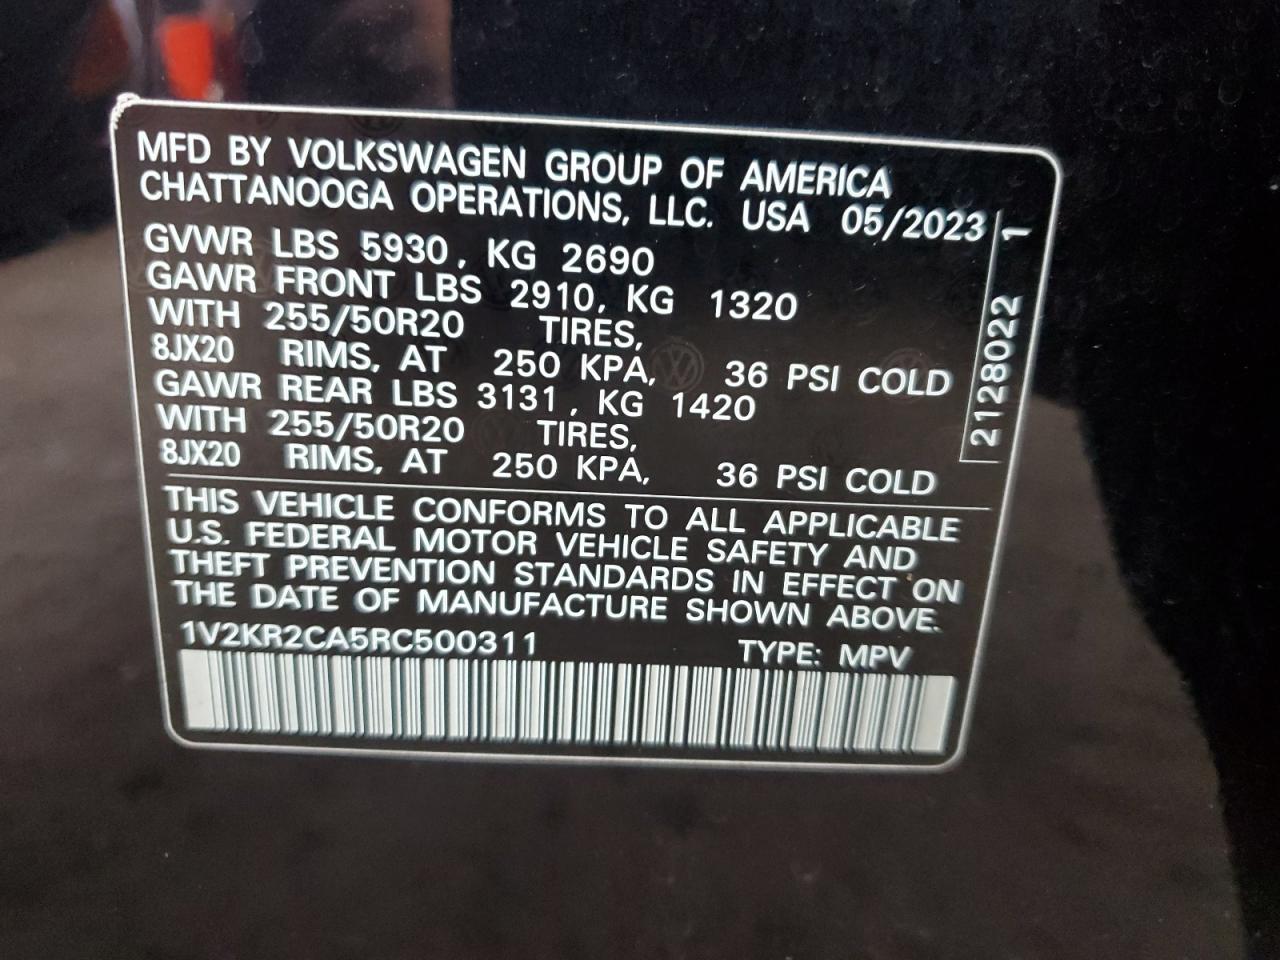 MFD BY VOLKSWAGEN GROUP OF AMERICA
CHATTANOOGA OPERATIONS, LLC. USA 05/2023
GVWR LBS 5930, KG 2690
GAWR FRONT LBS 2910, KG 1320
WITH 255/50R20 TIRES,
8JX20 RIMS, AT 250 KPA, 36 PSI COLD
GAWR REAR LBS 3131, KG 1420
WITH 255/50R20 TIRES,
8JX20 RIMS, AT 250 KPA, 36 PSI COLD
2128022 1
THIS VEHICLE CONFORMS TO ALL APPLICABLE
U.S. FEDERAL MOTOR VEHICLE SAFETY AND
THEFT PREVENTION STANDARDS IN EFFECT ON
THE DATE OF MANUFACTURE SHOWN ABOVE.
1V2KR2CA5RC500311 TYPE: MPV